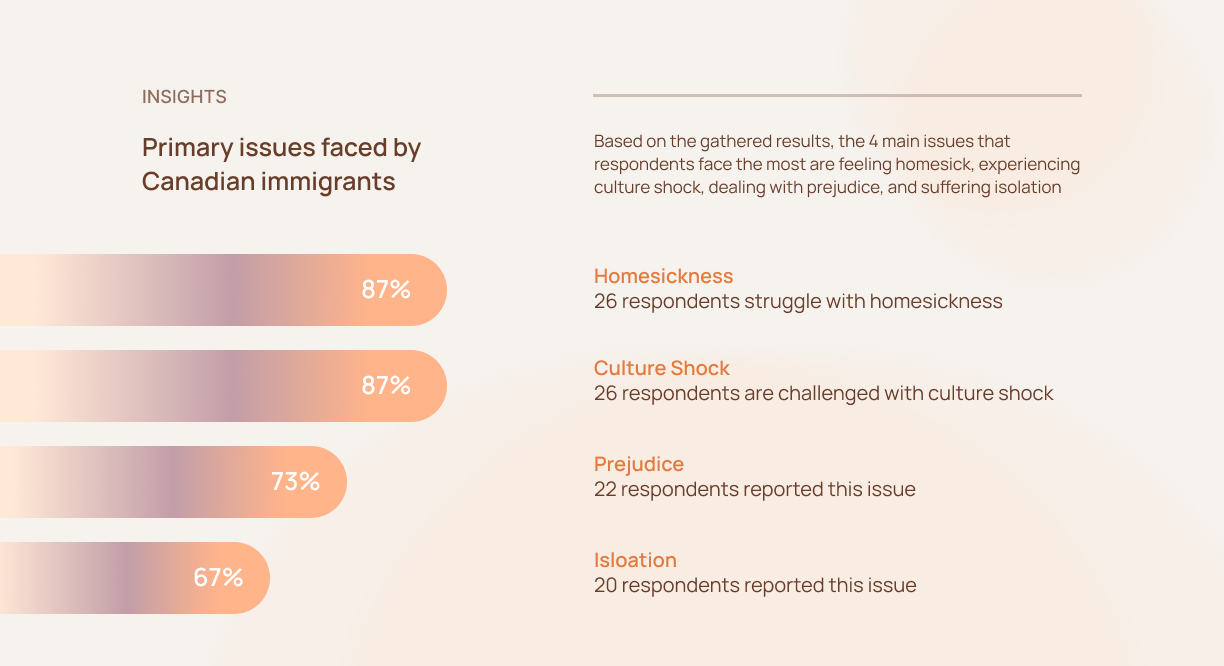 INSIGHTS
Primary issues faced by
Canadian immigrants
Based on the gathered results, the 4 main issues that
respondents face the most are feeling homesick, experiencing
culture shock, dealing with prejudice, and suffering isolation
87%
Homesickness
26 respondents struggle with homesickness
87%
Culture Shock
26 respondents are challenged with culture shock
73%
Prejudice
22 respondents reported this issue
67%
Isloation
20 respondents reported this issue